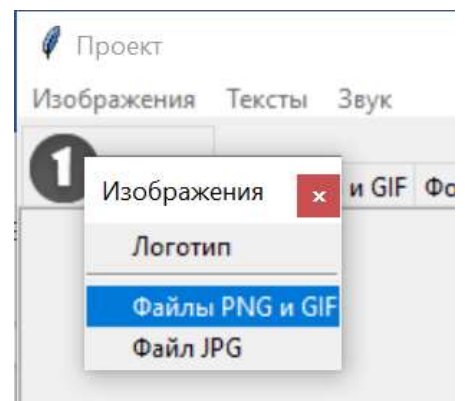 Проект
Изображения Тексты Звук
1
Изображения x и GIF Фо
Логотип
Файлы PNG и GIF
Файл JPG